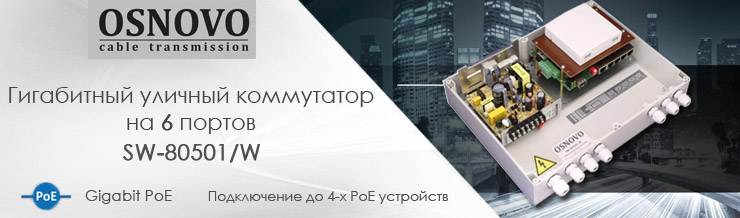 OSNOVO
cable transmission
Гигабитный уличный коммутатор
на 6 портов
SW-80501/W
PoE
Gigabit PoE
Подключение до 4-х PoE устройств
OSNOVO